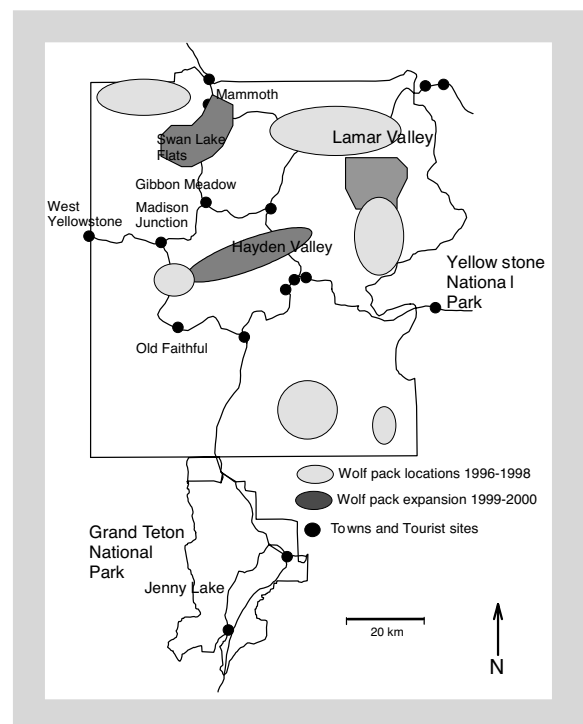 Mammoth
Lamar Valley
Swan Lake
Flats
Gibbon Meadow
West
Yellowstone
Madison
Junction
Hayden Valley
Yellow stone
Nationa l
Park
Old Faithful
Wolf pack locations 1996-1998
Wolf pack expansion 1999-2000
Towns and Tourist sites
Grand Teton
National
Park
Jenny Lake
20 km
N